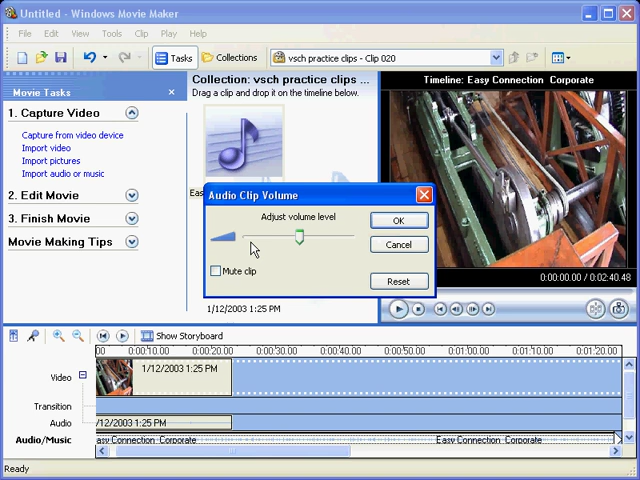 Untitled - Windows Movie Maker
File Edit View Tools Clip Play Help
Tasks Collections vsch practice clips - Clip 020
Movie Tasks
1. Capture Video
Capture from video device
Import video
Import pictures
Import audio or music
2. Edit Movie
3. Finish Movie
Movie Making Tips
Collection: vsch practice clips ...
Drag a clip and drop it on the timeline below.
Eas
1/12/2003 1:25 PM
Timeline: Easy Connection Corporate
0:00:00.00 / 0:02:40.48
Audio Clip Volume
Adjust volume level
Mute clip
OK
Cancel
Reset
Show Storyboard
00 0:00:10.00 0:00:20.00 0:00:30.00 0:00:40.00 0:00:50.00 0:01:00.00 0:01:10.00 0:01:20.00
Video 1/12/2003 1:25 PM
Transition
Audio /12/2003 1:25 PM
Audio/Music asy Connection Corporate Easy Connection Corporate
Ready